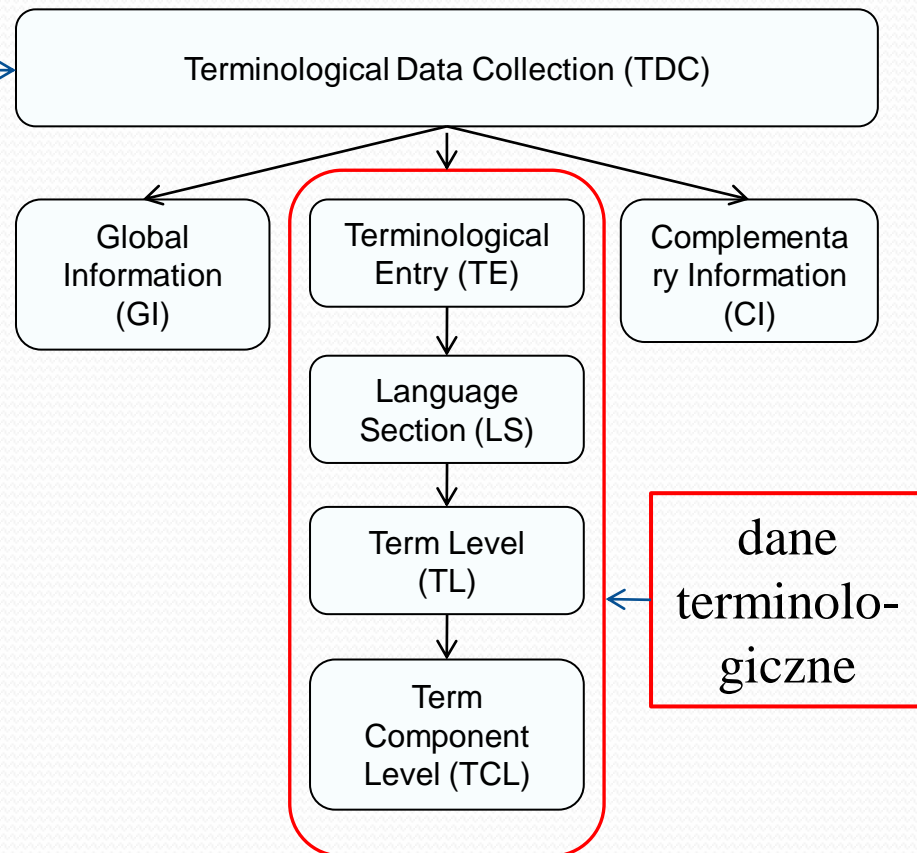 Terminological Data Collection (TDC)
Global
Information
(GI)
Terminological
Entry (TE)
Complementa
ry Information
(CI)
Language
Section (LS)
Term Level
(TL)
dane
terminolo-
giczne
Term
Component
Level (TCL)